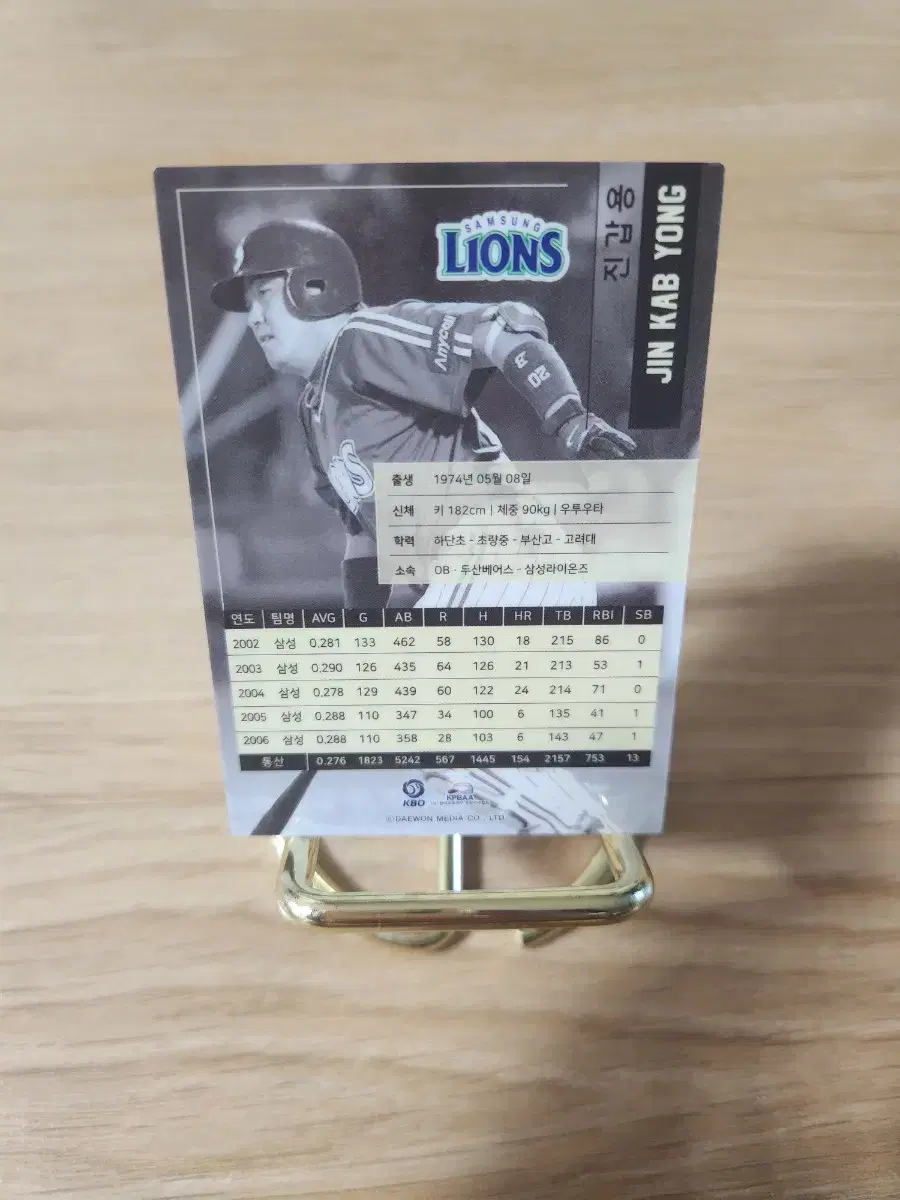 SAMSUNG
LIONS
진갑용
JIN KAB YONG
Anycall
20
출생 1974년 05월 08일
신체 키 182cm | 체중 90kg | 우투우타
학력 하단초 - 초량중 - 부산고 - 고려대
소속 OB · 두산베어스 - 삼성라이온즈
연도 팀명 AVG G AB R H HR TB RBI SB
2002 삼성 0.281 133 462 58 130 18 215 86 0
2003 삼성 0.290 126 435 64 126 21 213 53 1
2004 삼성 0.278 129 439 60 122 24 214 71 0
2005 삼성 0.288 110 347 34 100 6 135 41 1
2006 삼성 0.288 110 358 28 103 6 143 47 1
통산 0.276 1823 5242 567 1445 154 2157 753 13
KBO KPBAA
ⓒDAEWON MEDIA CO., LTD